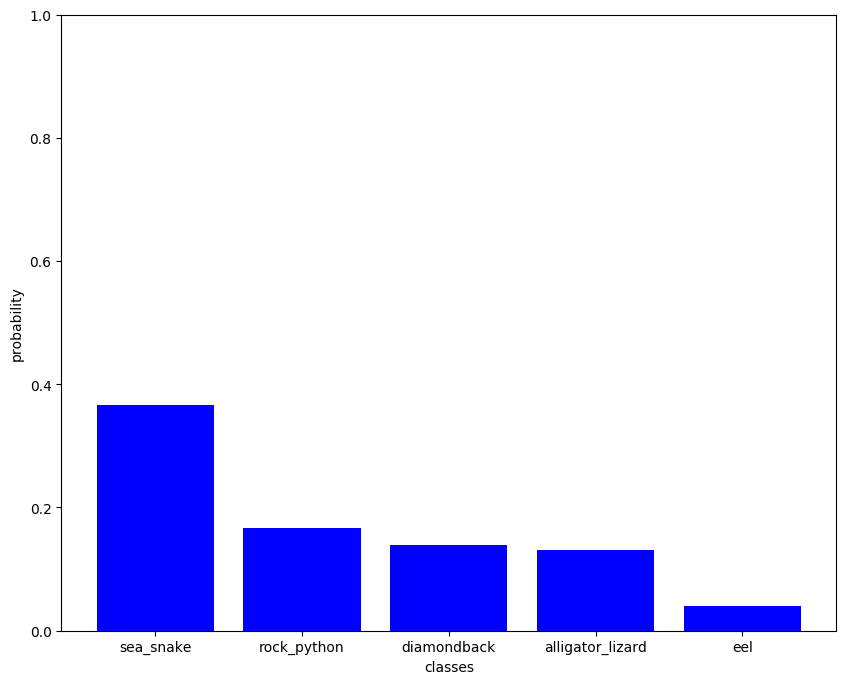 1.0
0.8
0.6
0.4
0.2
0.0
probability
sea_snake rock_python diamondback alligator_lizard eel
classes